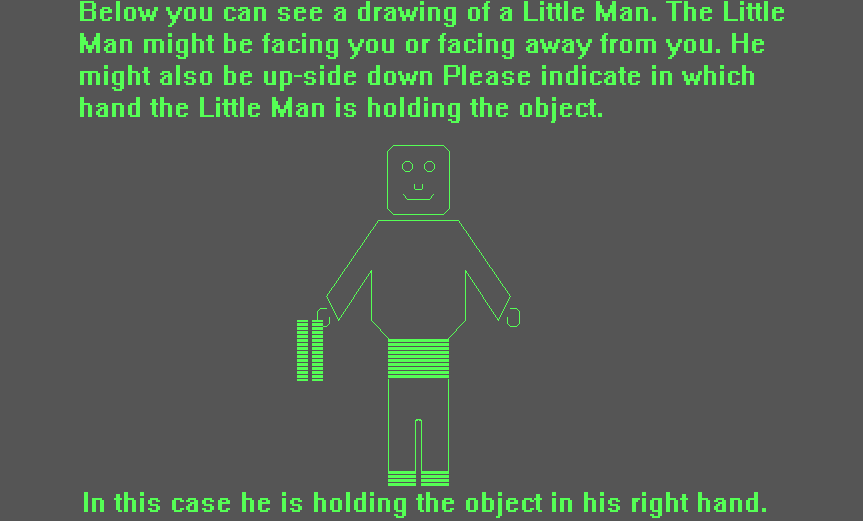 Below you can see a drawing of a Little Man. The Little
Man might be facing you or facing away from you. He
might also be up-side down Please indicate in which
hand the Little Man is holding the object.
In this case he is holding the object in his right hand.